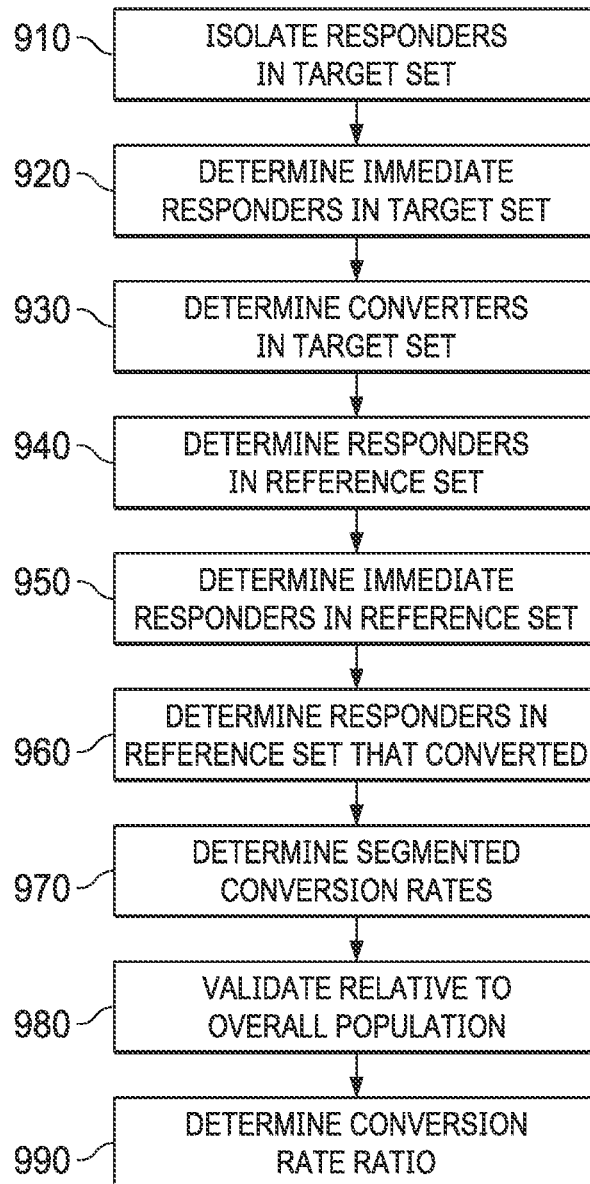 910
ISOLATE RESPONDERS
IN TARGET SET
920
DETERMINE IMMEDIATE
RESPONDERS IN TARGET SET
930
DETERMINE CONVERTERS
IN TARGET SET
940
DETERMINE RESPONDERS
IN REFERENCE SET
950
DETERMINE IMMEDIATE
RESPONDERS IN REFERENCE SET
960
DETERMINE RESPONDERS IN
REFERENCE SET THAT CONVERTED
970
DETERMINE SEGMENTED
CONVERSION RATES
980
VALIDATE RELATIVE TO
OVERALL POPULATION
990
DETERMINE CONVERSION
RATE RATIO